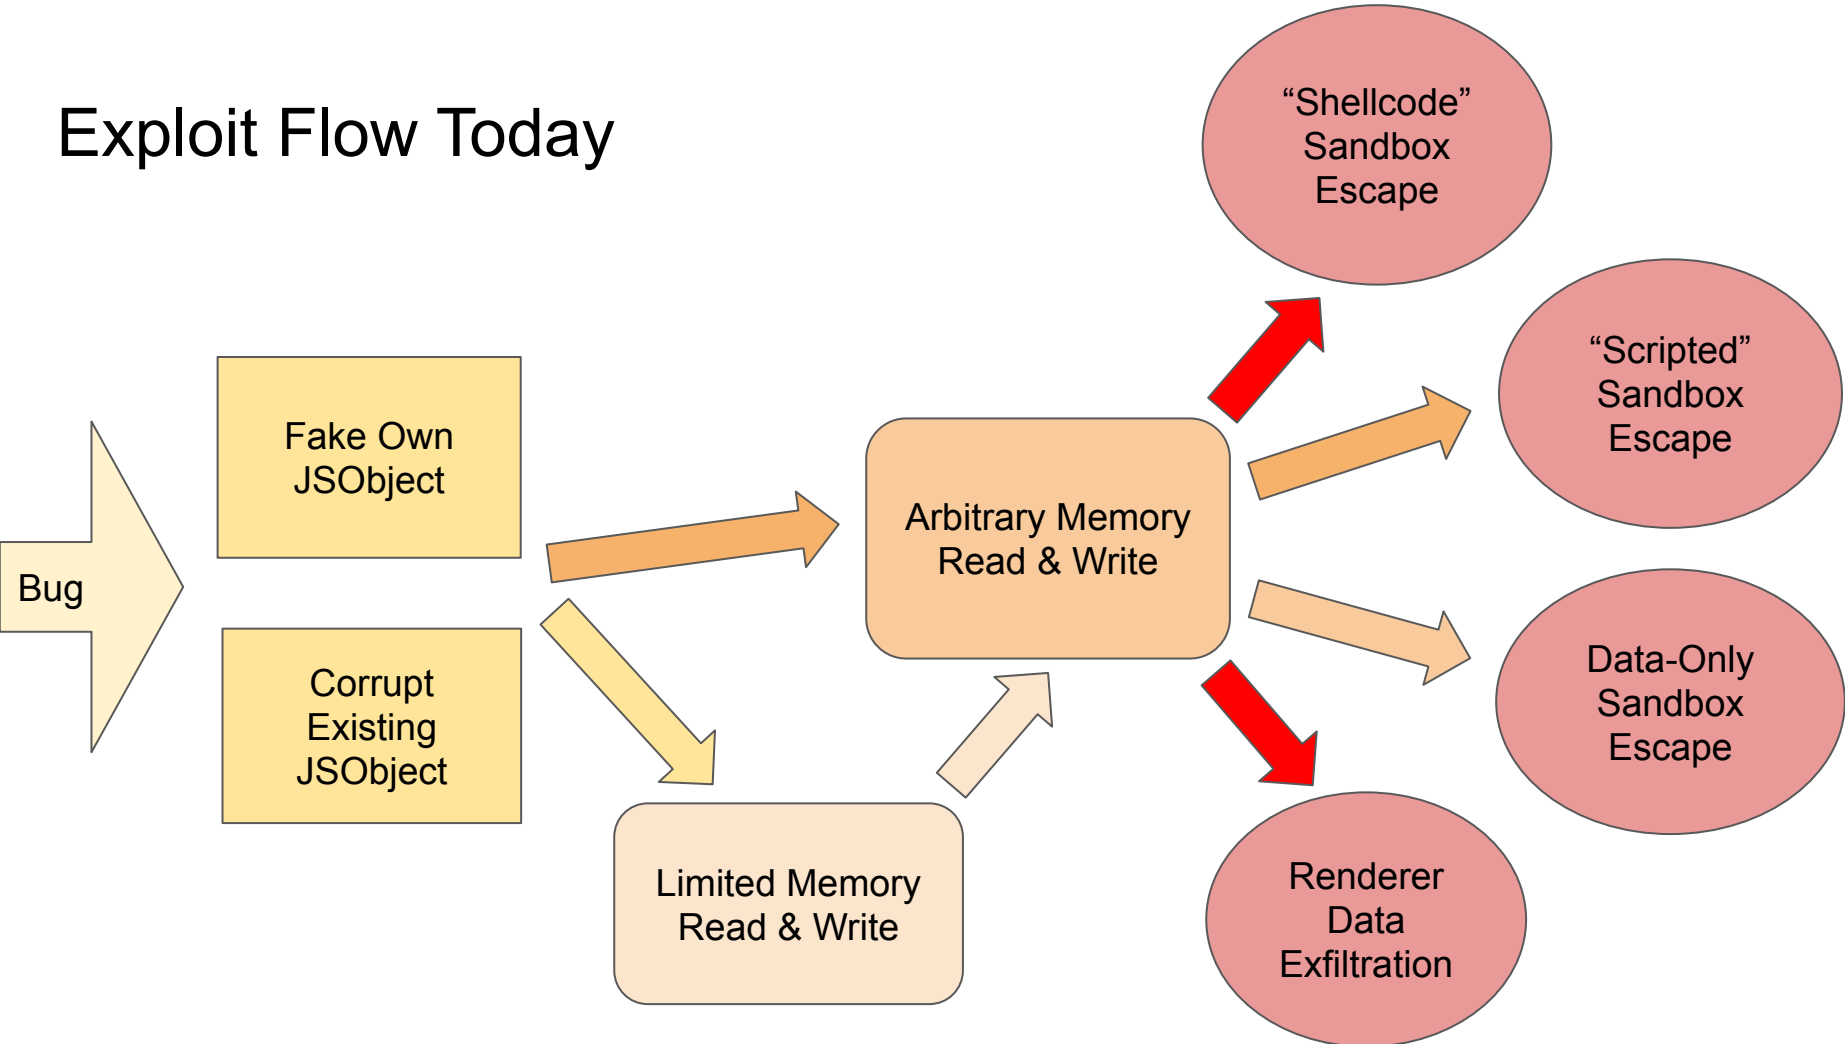 Exploit Flow Today
Bug
Fake Own
JSObject
Corrupt
Existing
JSObject
Limited Memory
Read & Write
Arbitrary Memory
Read & Write
“Shellcode”
Sandbox
Escape
“Scripted”
Sandbox
Escape
Data-Only
Sandbox
Escape
Renderer
Data
Exfiltration